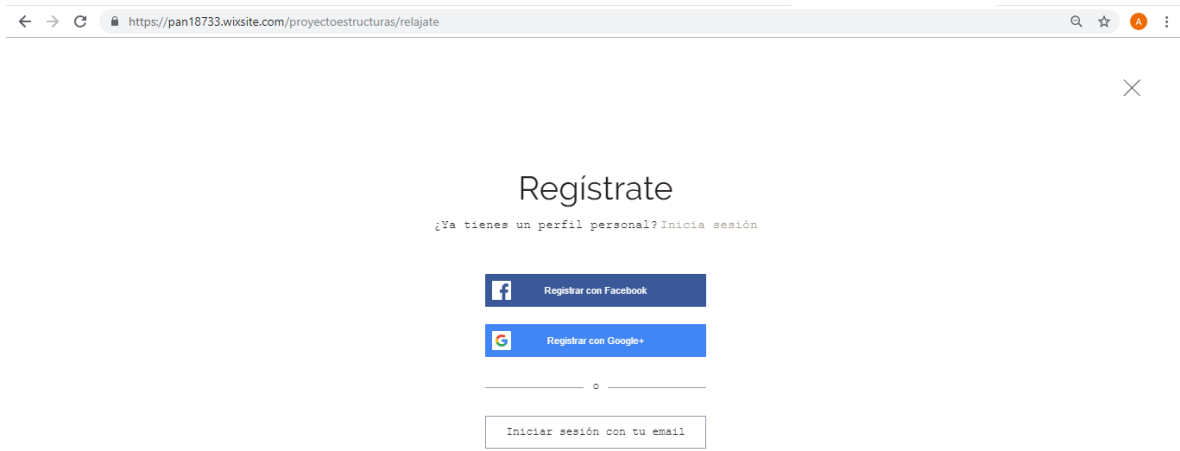 https://pan18733.wixsite.com/proyectoestructuras/relajate
A
Regístrate
¿Ya tienes un perfil personal? Inicia sesión
Registrar con Facebook
Registrar con Google+
o
Iniciar sesión con tu email